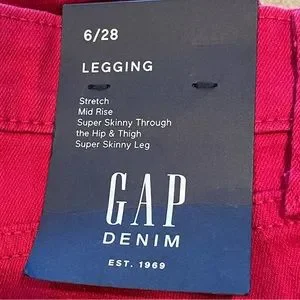 6/28
LEGGING
Stretch
Mid Rise
Super Skinny Through
the Hip & Thigh
Super Skinny Leg
GAP
DENIM
EST. 1969